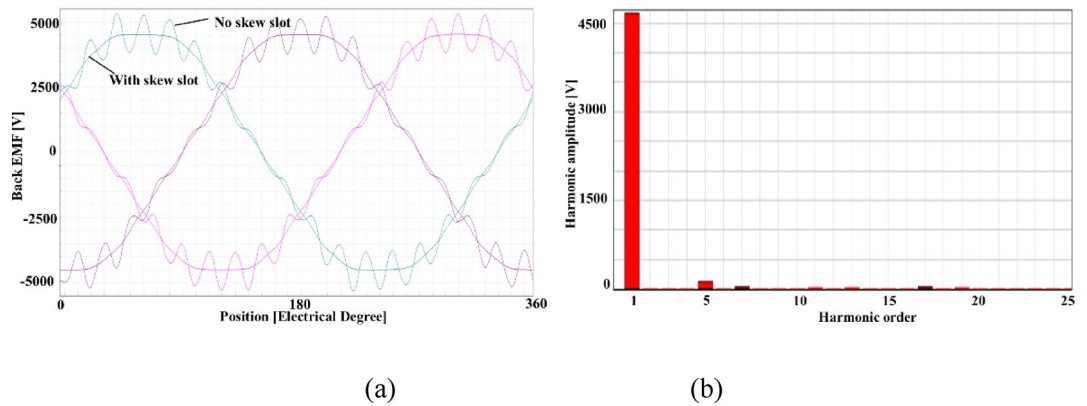 5000
2500
0
-2500
-5000
Back EMF [V]
No skew slot
With skew slot
0
180
360
Position [Electrical Degree]
4500
3000
1500
0
Harmonic amplitude [V]
1
5
10
15
20
25
Harmonic order
(a)
(b)